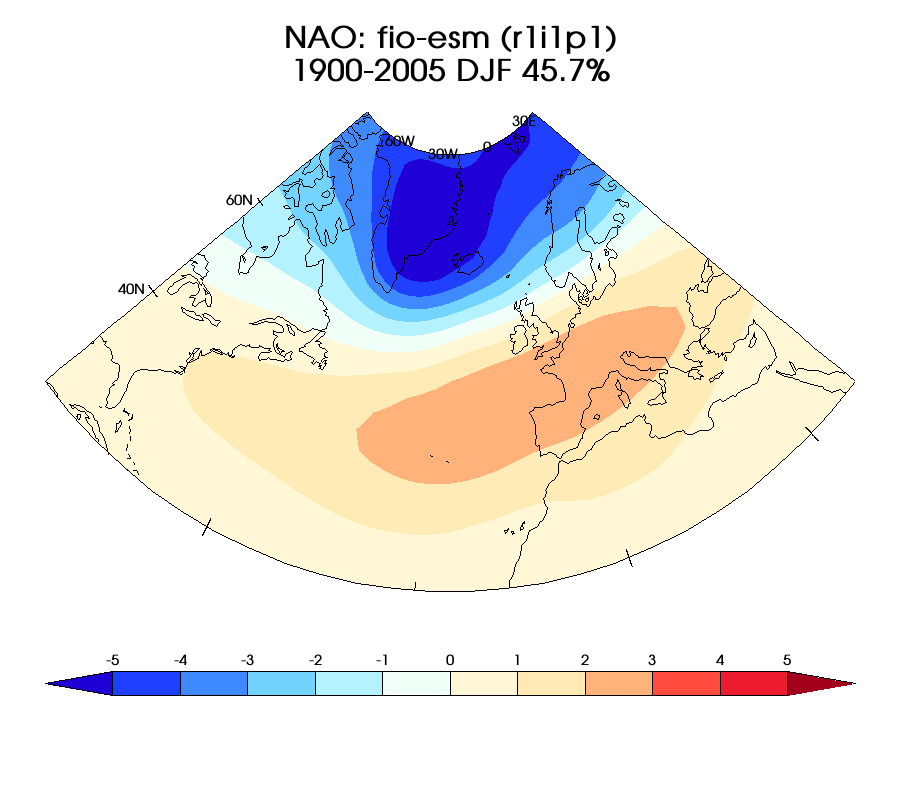 NAO: fio-esm (r1i1p1)
1900-2005 DJF 45.7%
30E
60W
30W
0
60N
40N
-5 -4 -3 -2 -1 0 1 2 3 4 5